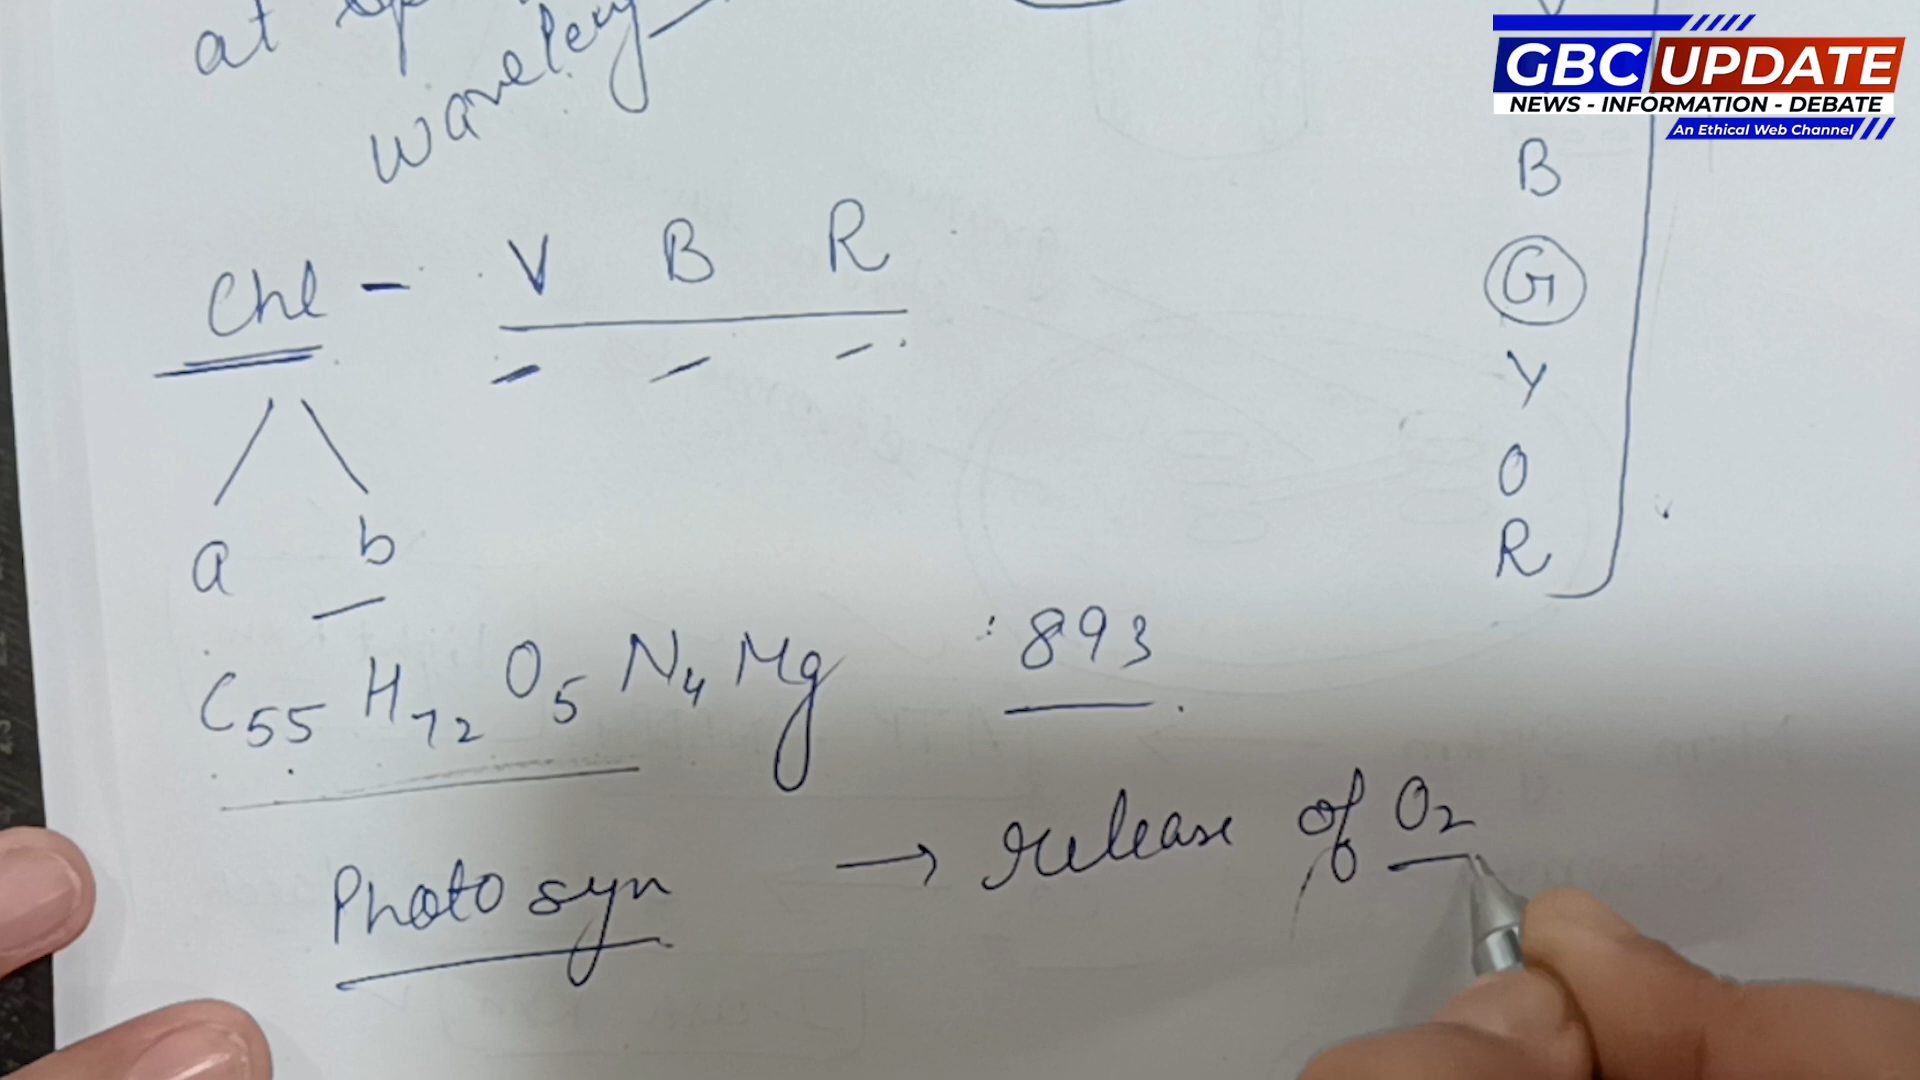 at
waveleng
GBC UPDATE
NEWS - INFORMATION - DEBATE
An Ethical Web Channel
B
Chl - V B R
G
Y
O
R
a b
C55 H72 O5 N4 Mg : 893
Photosyn → release of O2